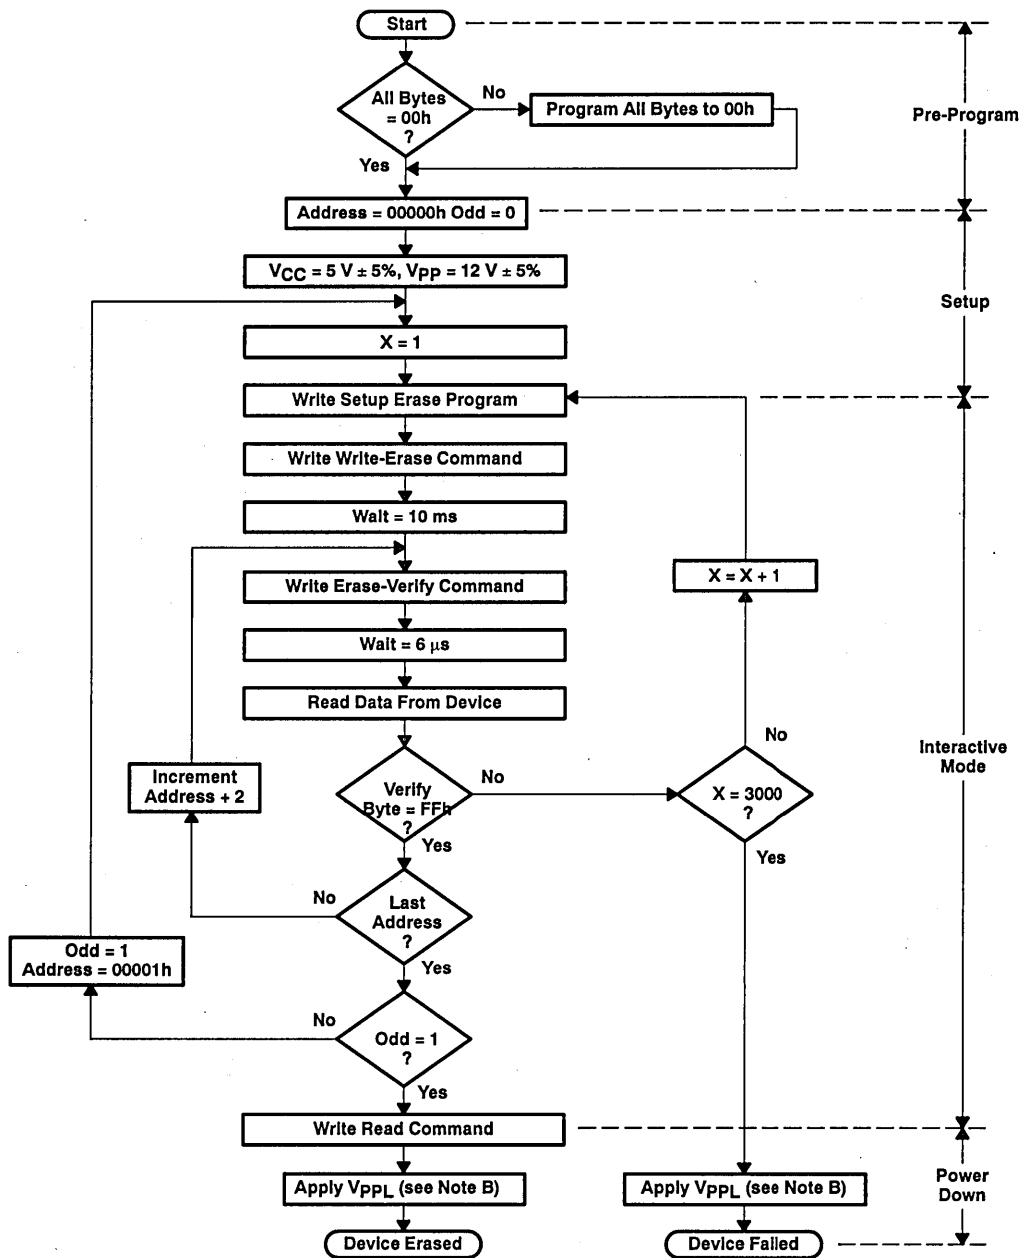 Start
All Bytes
= 00h
?
No
Program All Bytes to 00h
Yes
Pre-Program
Address = 00000h Odd = 0
VCC = 5 V ± 5%, VPP = 12 V ± 5%
Setup
X = 1
Write Setup Erase Program
Write Write-Erase Command
Wait = 10 ms
Write Erase-Verify Command
X = X + 1
Wait = 6 μs
Read Data From Device
No
Interactive
Mode
Increment
Address + 2
Verify
Byte = FFh
?
No
X = 3000
?
Yes
Yes
No
Last
Address
?
Odd = 1
Address = 00001h
Yes
No
Odd = 1
?
Yes
Write Read Command
Power
Down
Apply VPPL (see Note B)
Apply VPPL (see Note B)
Device Erased
Device Failed